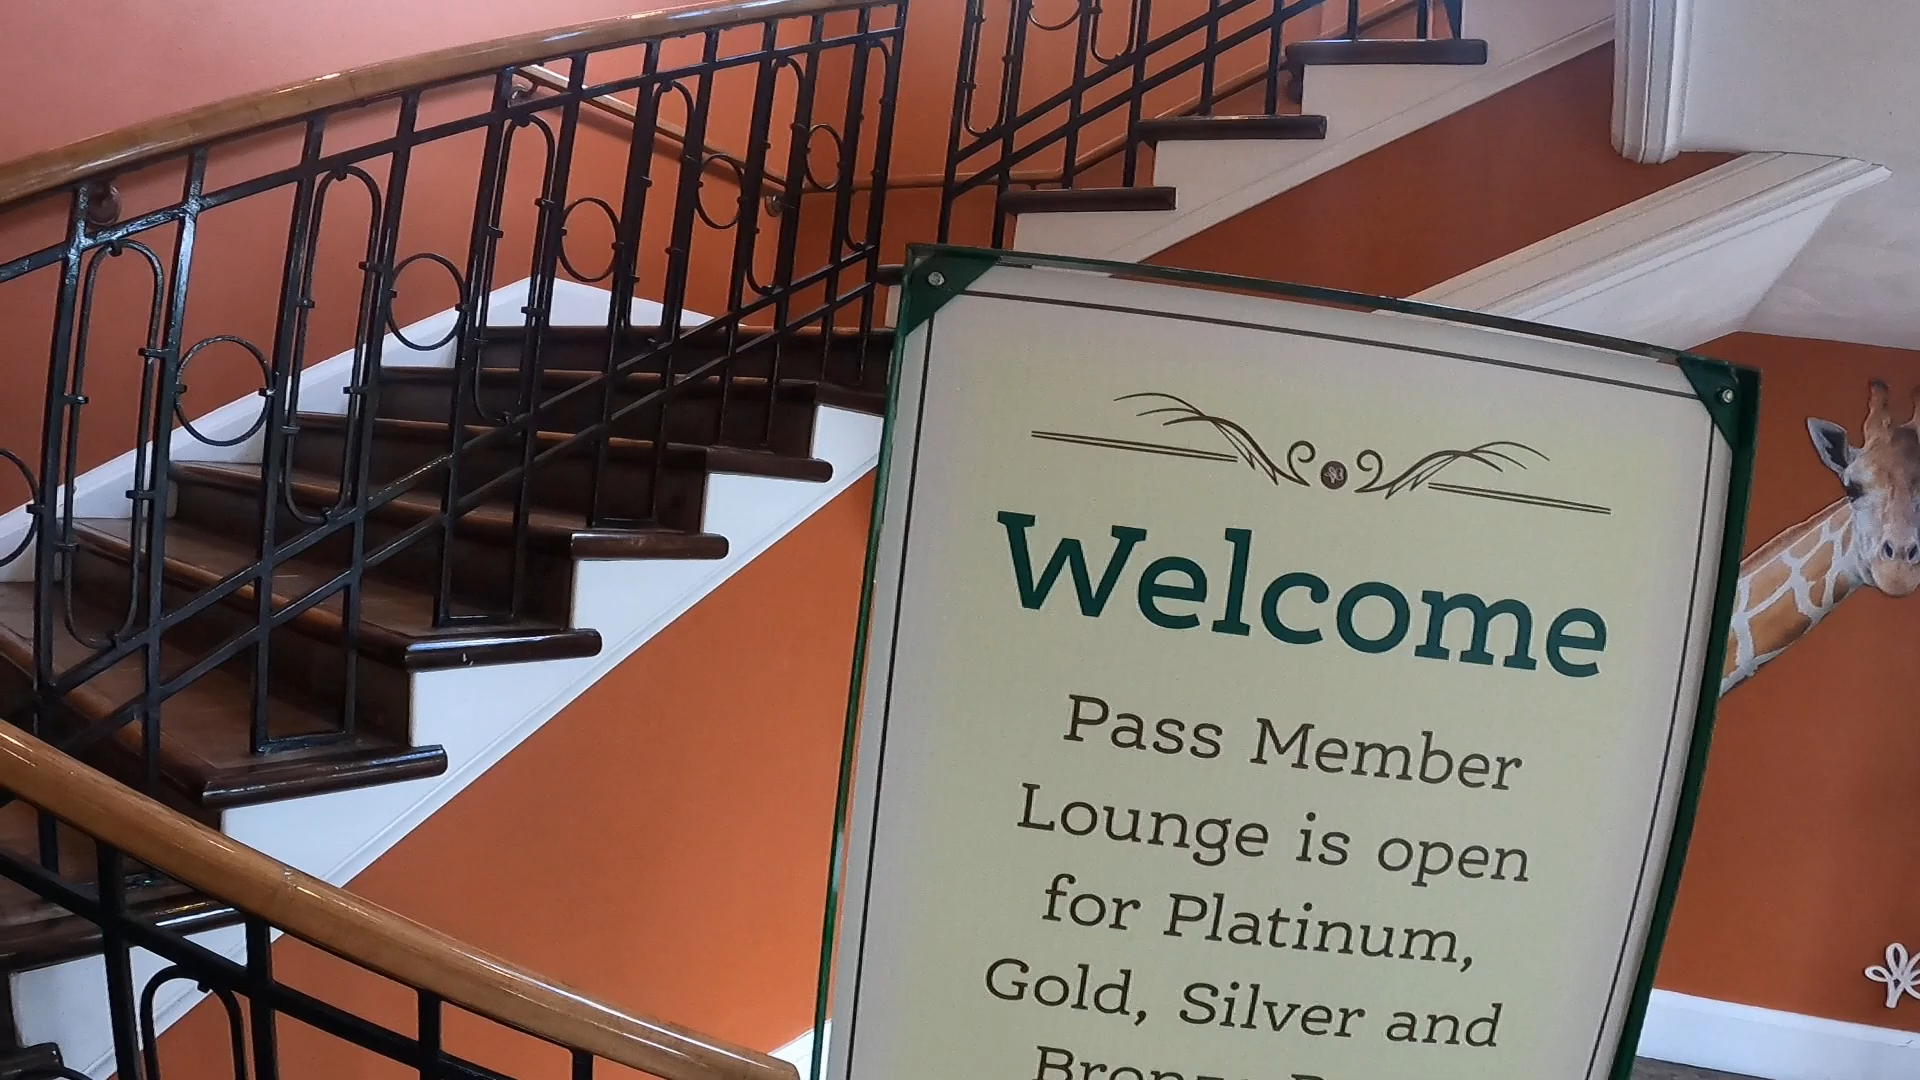 Welcome
Pass Member
Lounge is open
for Platinum,
Gold, Silver and